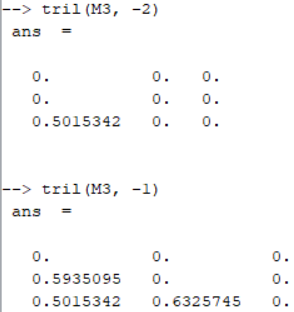 --> tril(M3, -2)
ans  =
0.  0.  0.
0.  0.  0.
0.5015342  0.  0.
--> tril(M3, -1)
ans  =
0.  0.  0.
0.5935095  0.  0.
0.5015342  0.6325745  0.